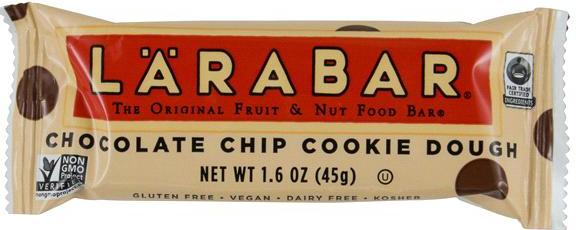 LÄRABAR®
THE ORIGINAL FRUIT & NUT FOOD BAR®
FAIR TRADE
CERTIFIED
INGREDIENTS
CHOCOLATE CHIP COOKIE DOUGH
NON
GMO
Project
VERIFIED
NET WT 1.6 OZ (45g) U
GLUTEN FREE • VEGAN • DAIRY FREE • KOSHER